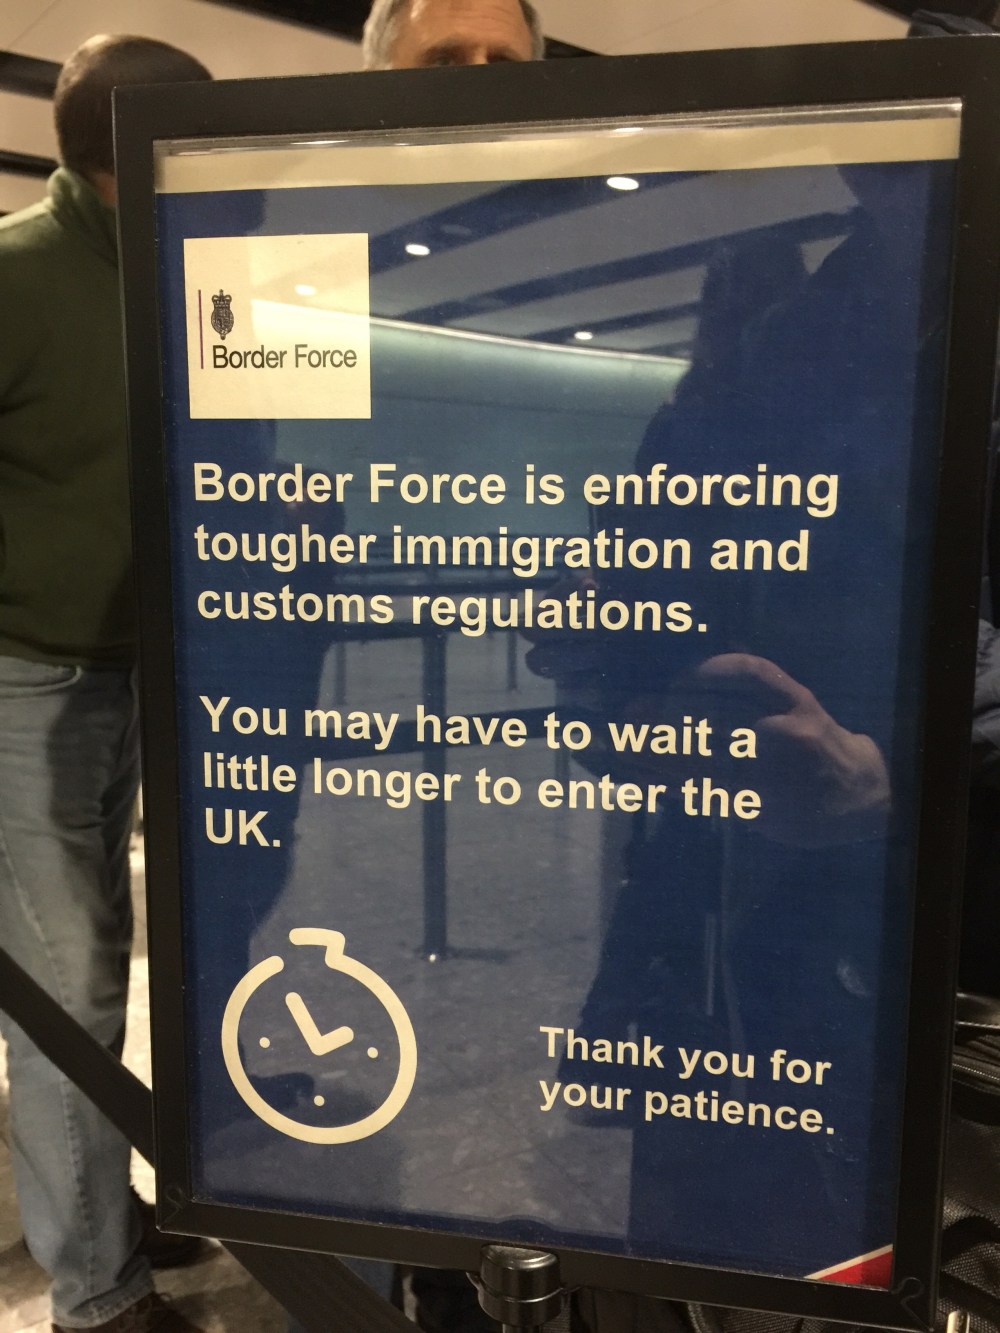 Border Force
Border Force is enforcing
tougher immigration and
customs regulations.
You may have to wait a
little longer to enter the
UK.
Thank you for
your patience.